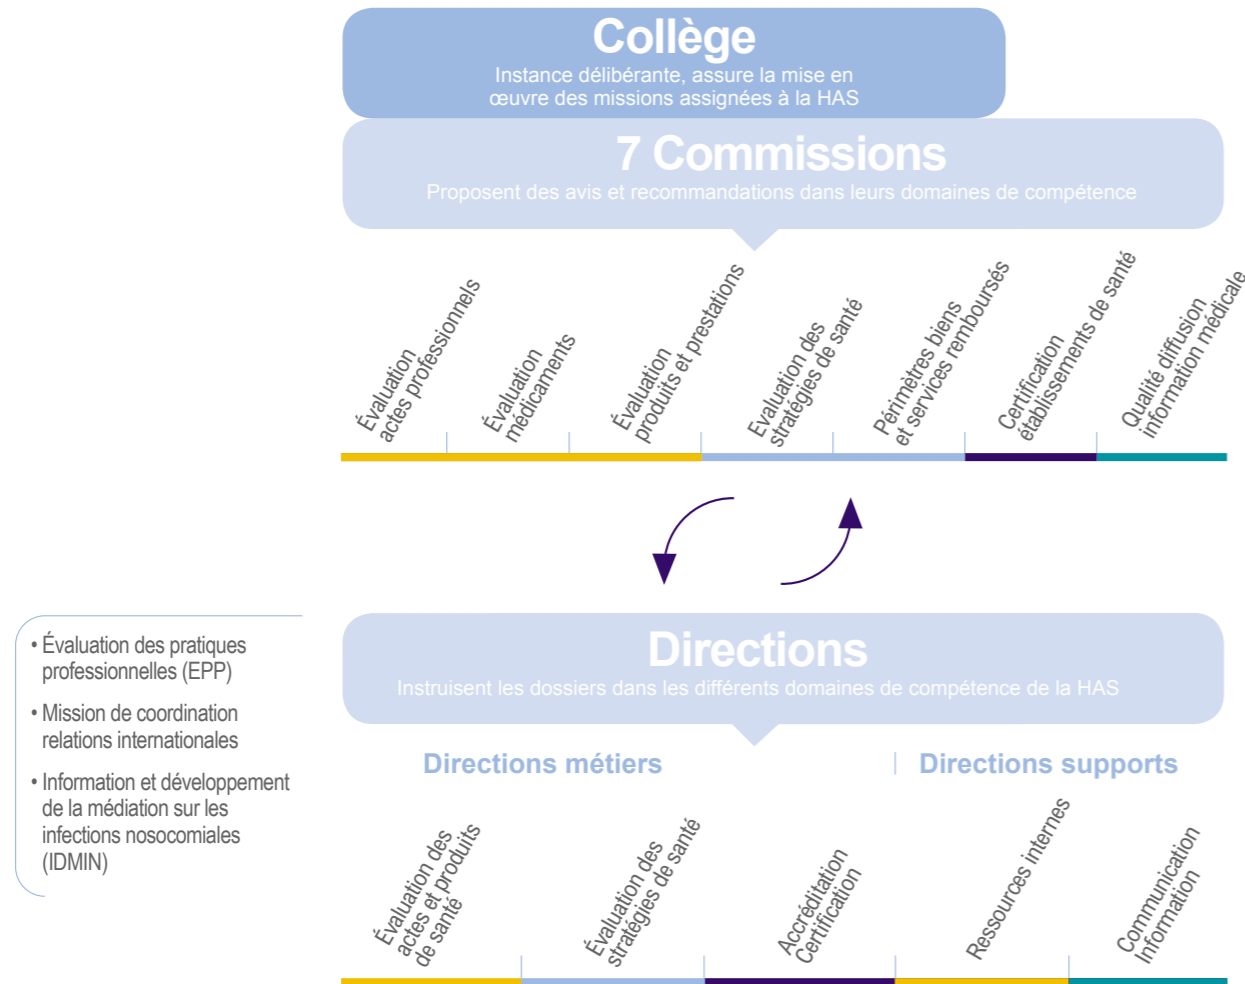 Collège
Instance délibérante, assure la mise en
œuvre des missions assignées à la HAS
7 Commissions
Proposent des avis et recommandations dans leurs domaines de compétence
Évaluation
actes professionnels
Évaluation
médicaments
Évaluation
produits et prestations
Evaluation des
stratégies de santé
Périmètres biens
et services remboursés
Certification
établissements de santé
Qualité diffusion
information médicale
• Évaluation des pratiques
professionnelles (EPP)
• Mission de coordination
relations internationales
• Information et développement
de la médiation sur les
infections nosocomiales
(IDMIN)
Directions
Instruisent les dossiers dans les différents domaines de compétence de la HAS
Directions métiers
Directions supports
Évaluation des
actes et produits
de santé
Évaluation des
stratégies de santé
Accréditation
Certification
Ressources internes
Communication
Information